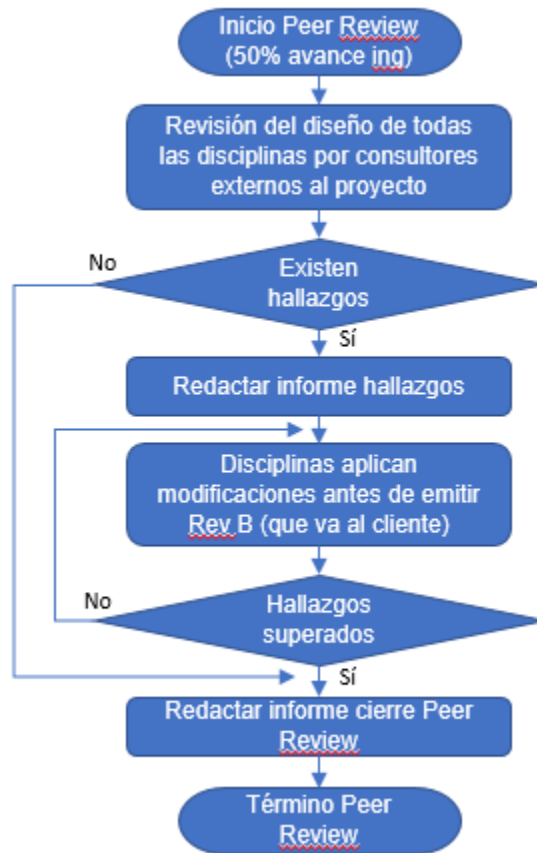 Inicio Peer Review
(50% avance ing)
Revisión del diseño de todas
las disciplinas por consultores
externos al proyecto
No
Existen
hallazgos
Sí
Redactar informe hallazgos
Disciplinas aplican
modificaciones antes de emitir
Rev.B (que va al cliente)
No
Hallazgos
superados
Sí
Redactar informe cierre Peer
Review
Término Peer
Review